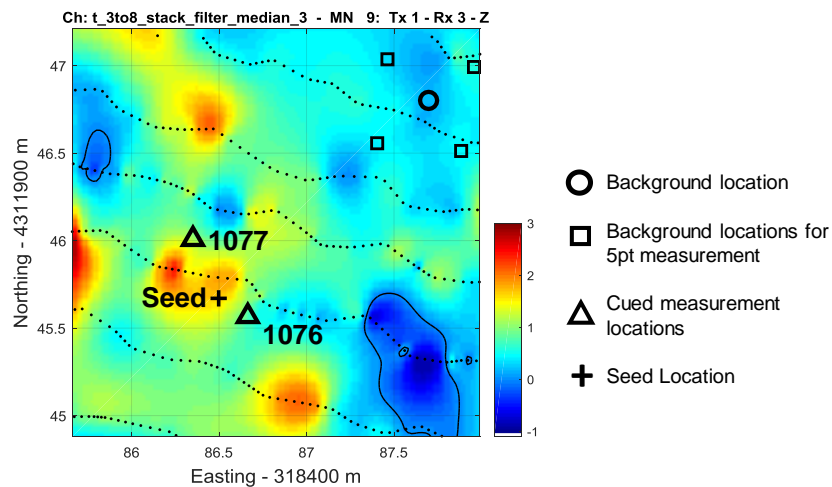 Ch: t_3to8_stack_filter_median_3 - MN 9: Tx 1 - Rx 3 - Z
47
46.5
46
45.5
45
Northing - 4311900 m
1077
Seed
1076
86
86.5
87
87.5
Easting - 318400 m
3
2
1
0
-1
Background location
Background locations for
5pt measurement
Cued measurement
locations
Seed Location